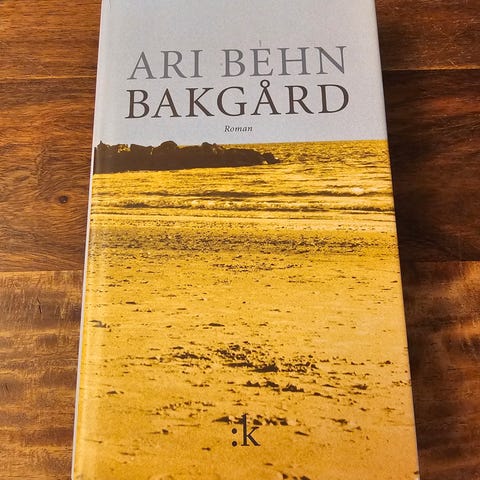 ARI BEHN
BAKGÅRD
Roman
:k